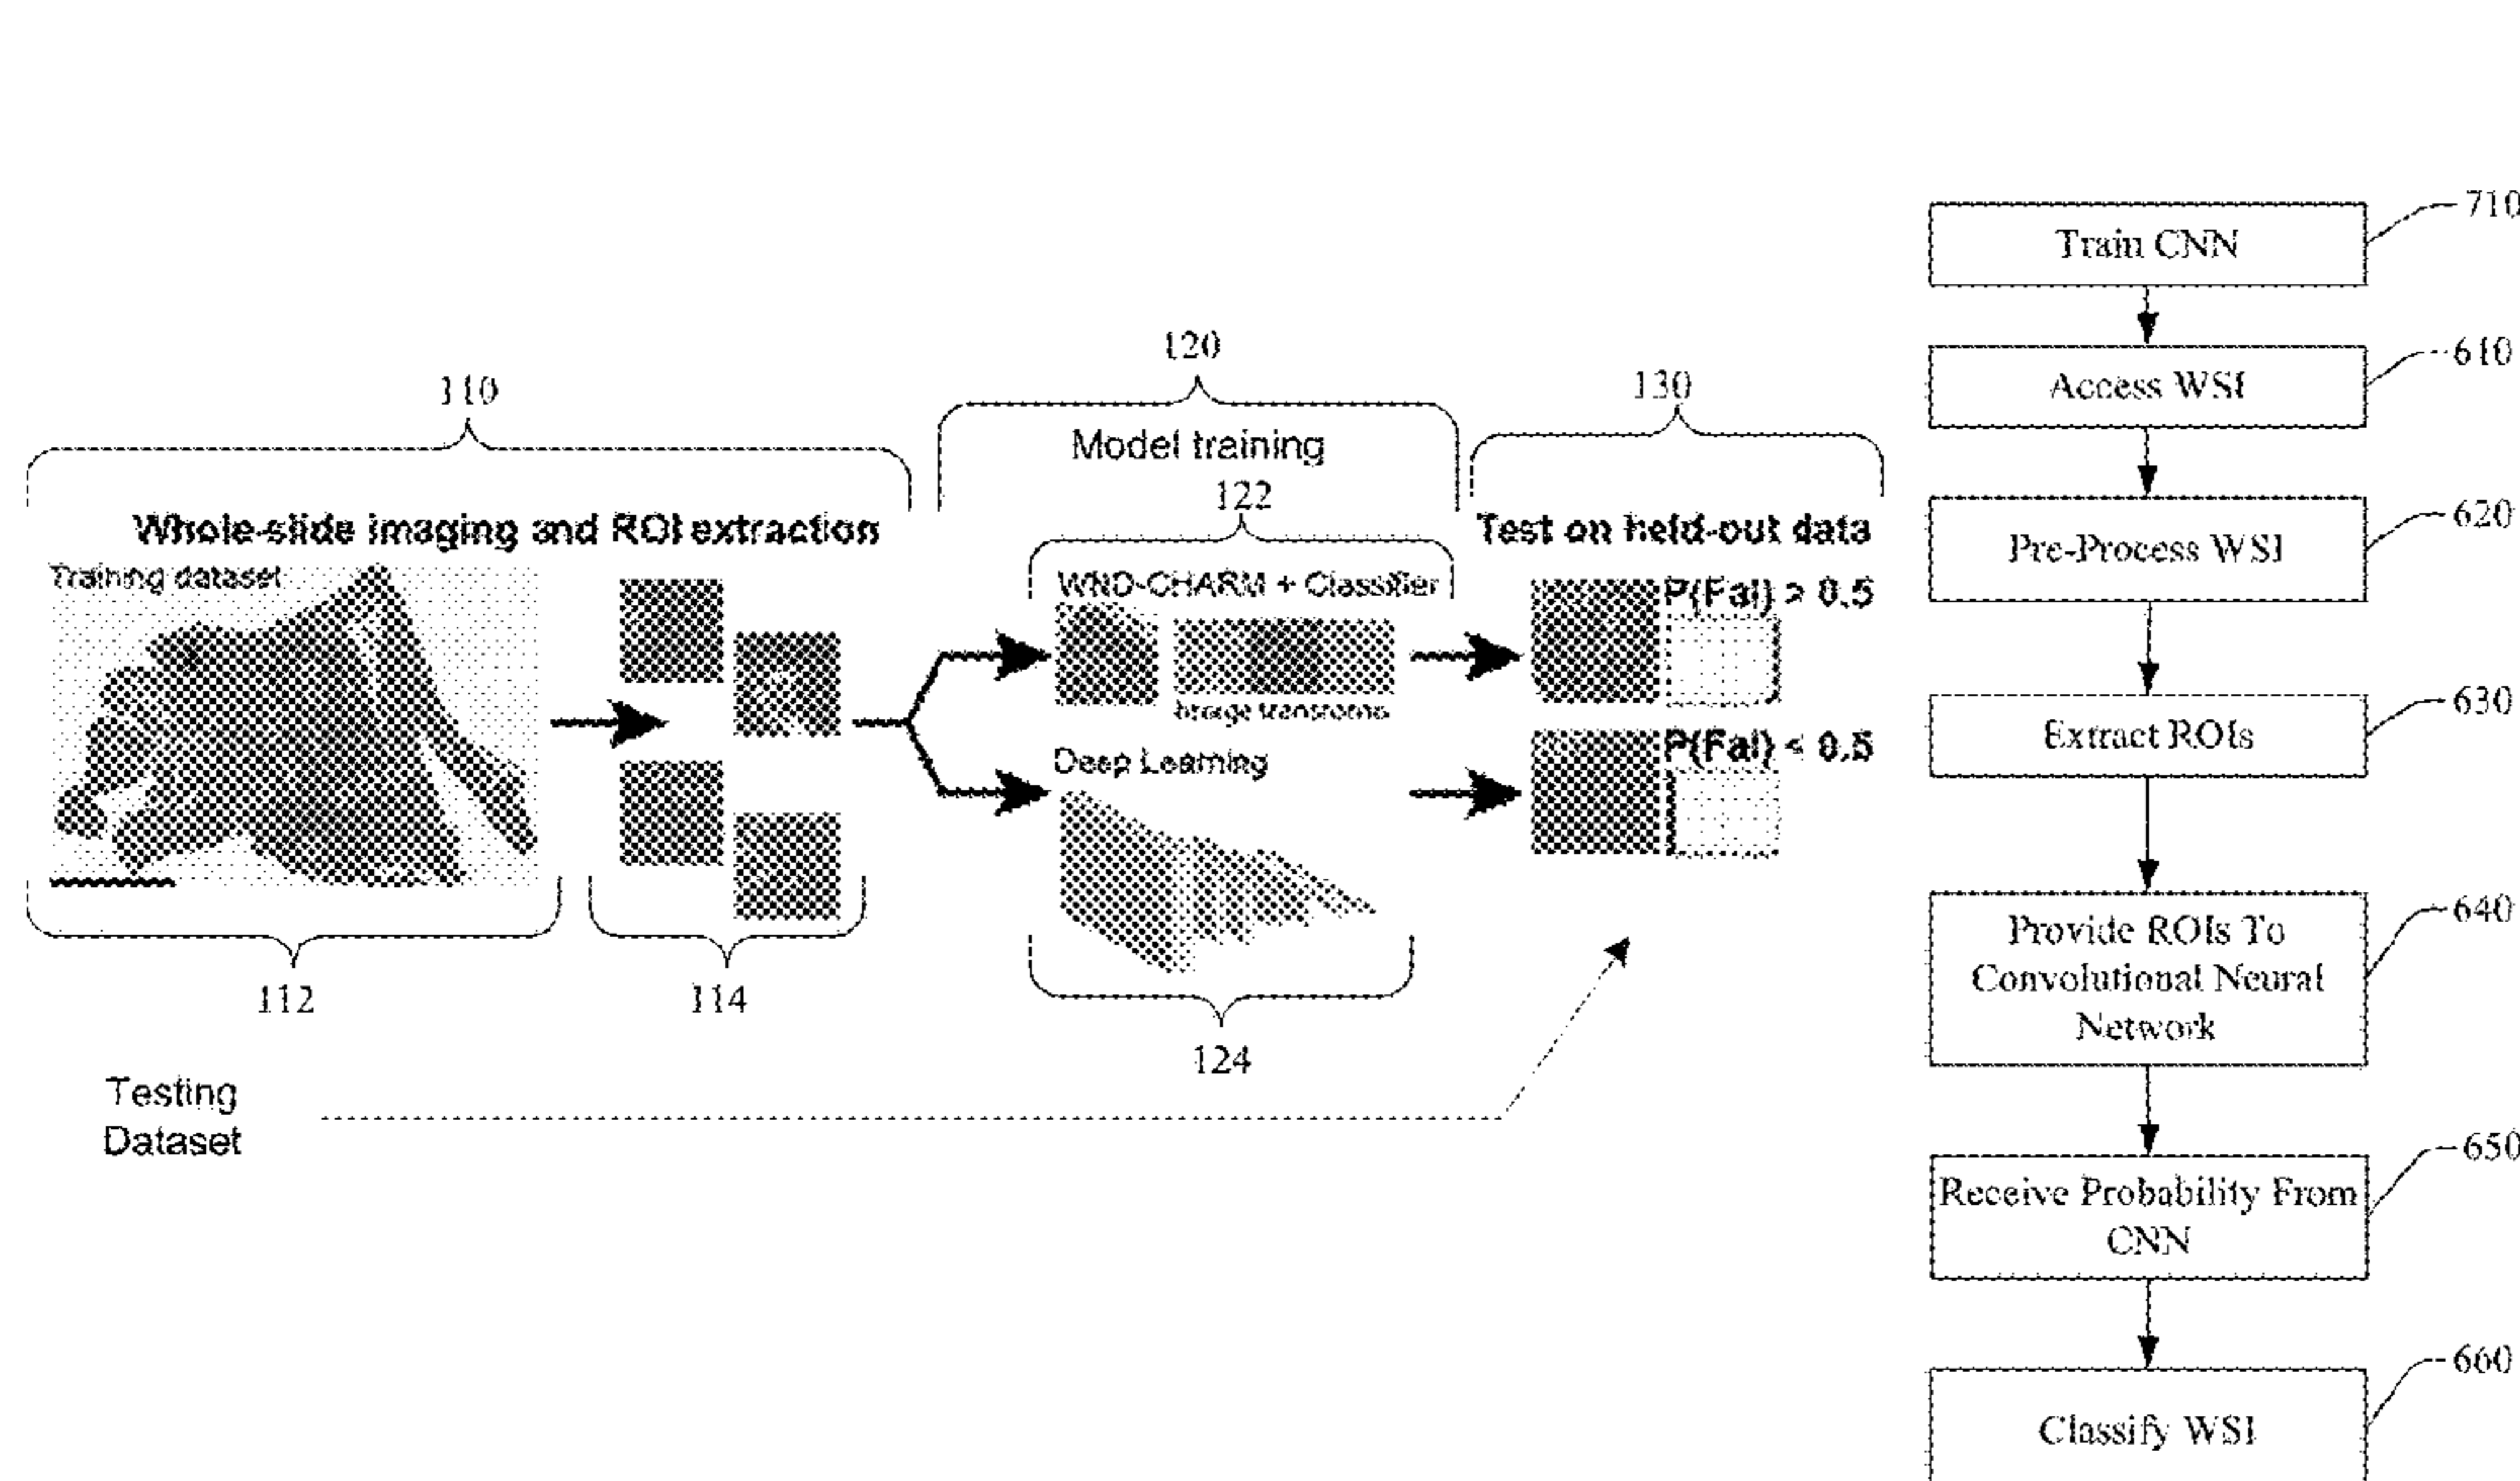 110
120
Model training
122
130
Whole-slide imaging and ROI extraction
Training dataset
WND-CHARM + Classifier
Image transforms
Deep Learning
Test on held-out data
P(Fail) > 0.5
P(Fail) < 0.5
112
114
124
Testing
Dataset
710
Train CNN
610
Access WSI
620
Pre-Process WSI
630
Extract ROIs
640
Provide ROIs To
Convolutional Neural
Network
650
Receive Probability From
CNN
660
Classify WSI